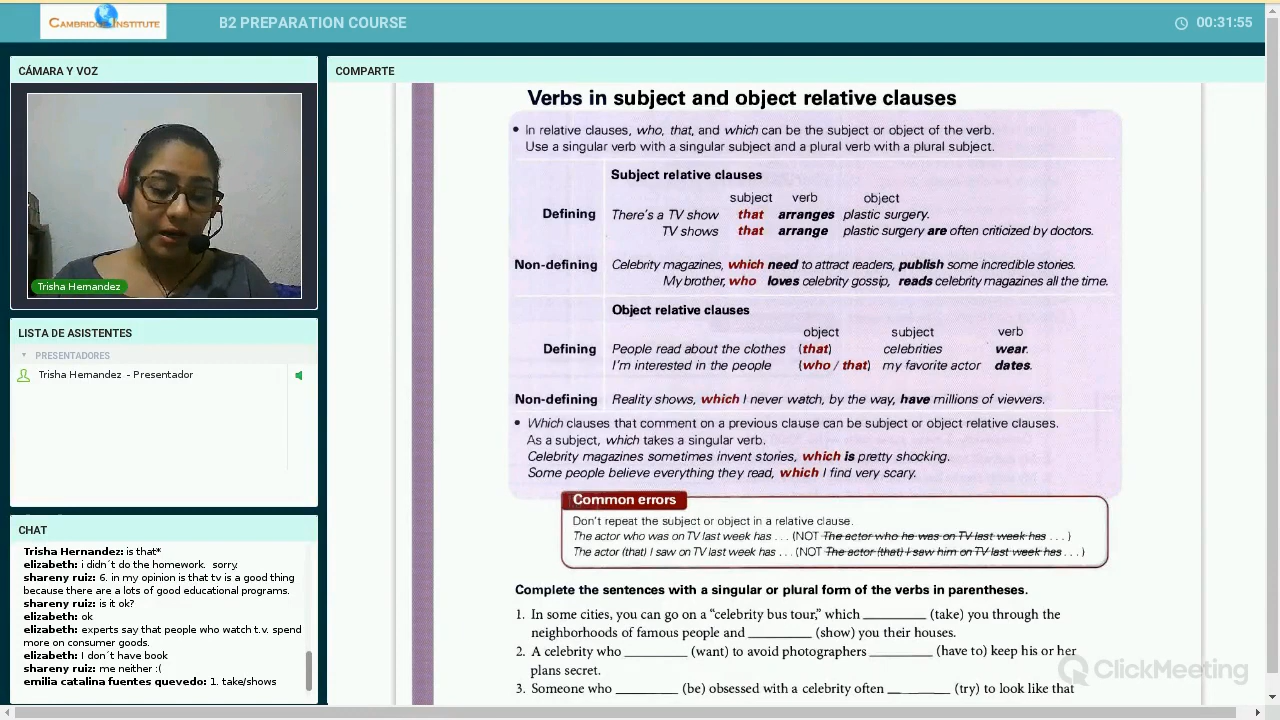 CAMBRIDGE INSTITUTE
B2 PREPARATION COURSE
00:31:55
CÁMARA Y VOZ
Trisha Hernandez
LISTA DE ASISTENTES
PRESENTADORES
Trisha Hernandez - Presentador
CHAT
Trisha Hernandez: is that*
elizabeth: i didn´t do the homework. sorry.
shareny ruiz: 6. in my opinion is that tv is a good thing
because there are a lots of good educational programs.
shareny ruiz: is it ok?
elizabeth: ok
elizabeth: experts say that people who watch t.v. spend
more on consumer goods.
elizabeth: I don´t have book
shareny ruiz: me neither :(
emilia catalina fuentes quevedo: 1. take/shows
COMPARTE
Verbs in subject and object relative clauses
• In relative clauses, who, that, and which can be the subject or object of the verb.
Use a singular verb with a singular subject and a plural verb with a plural subject.
Subject relative clauses
subject verb object
Defining There's a TV show that arranges plastic surgery.
TV shows that arrange plastic surgery are often criticized by doctors.
Non-defining Celebrity magazines, which need to attract readers, publish some incredible stories.
My brother, who loves celebrity gossip, reads celebrity magazines all the time.
Object relative clauses
object subject verb
Defining People read about the clothes (that) celebrities wear.
I'm interested in the people (who / that) my favorite actor dates.
Non-defining Reality shows, which I never watch, by the way, have millions of viewers.
• Which clauses that comment on a previous clause can be subject or object relative clauses.
As a subject, which takes a singular verb.
Celebrity magazines sometimes invent stories, which is pretty shocking.
Some people believe everything they read, which I find very scary.
Common errors
Don't repeat the subject or object in a relative clause.
The actor who was on TV last week has . . . (NOT The actor who he was on TV last week has . . . )
The actor (that) I saw on TV last week has . . . (NOT The actor (that) I saw him on TV last week has . . . )
Complete the sentences with a singular or plural form of the verbs in parentheses.
1. In some cities, you can go on a "celebrity bus tour," which ________ (take) you through the
neighborhoods of famous people and ________ (show) you their houses.
2. A celebrity who ________ (want) to avoid photographers ________ (have to) keep his or her
plans secret.
3. Someone who ________ (be) obsessed with a celebrity often ________ (try) to look like that
ClickMeeting